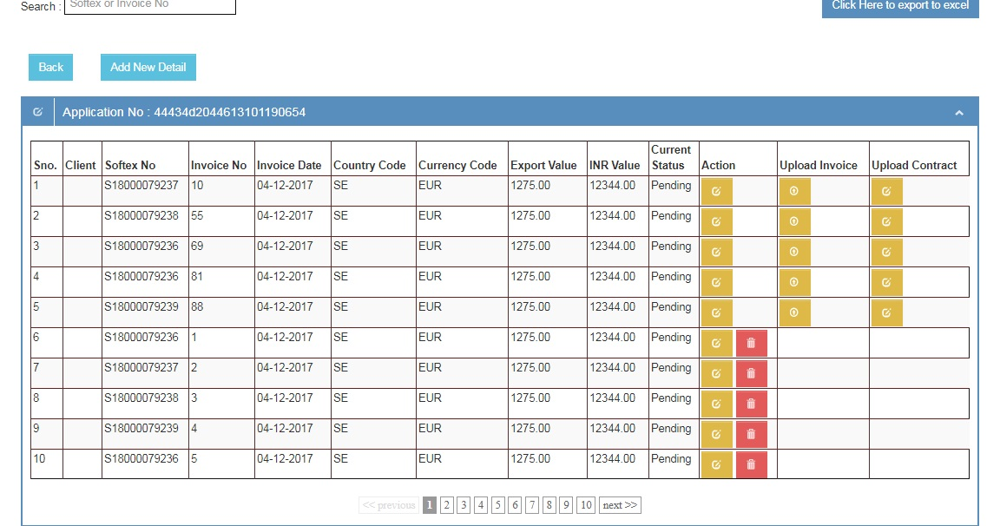 Search : Softex or Invoice No
Click Here to export to excel
Back Add New Detail
Application No : 44434d2044613101190654
Sno. Client Softex No Invoice No Invoice Date Country Code Currency Code Export Value INR Value Current Status Action Upload Invoice Upload Contract
1 S18000079237 10 04-12-2017 SE EUR 1275.00 12344.00 Pending
2 S18000079238 55 04-12-2017 SE EUR 1275.00 12344.00 Pending
3 S18000079236 69 04-12-2017 SE EUR 1275.00 12344.00 Pending
4 S18000079236 81 04-12-2017 SE EUR 1275.00 12344.00 Pending
5 S18000079239 88 04-12-2017 SE EUR 1275.00 12344.00 Pending
6 S18000079236 1 04-12-2017 SE EUR 1275.00 12344.00 Pending
7 S18000079237 2 04-12-2017 SE EUR 1275.00 12344.00 Pending
8 S18000079238 3 04-12-2017 SE EUR 1275.00 12344.00 Pending
9 S18000079239 4 04-12-2017 SE EUR 1275.00 12344.00 Pending
10 S18000079236 5 04-12-2017 SE EUR 1275.00 12344.00 Pending
<< previous 1 2 3 4 5 6 7 8 9 10 next >>